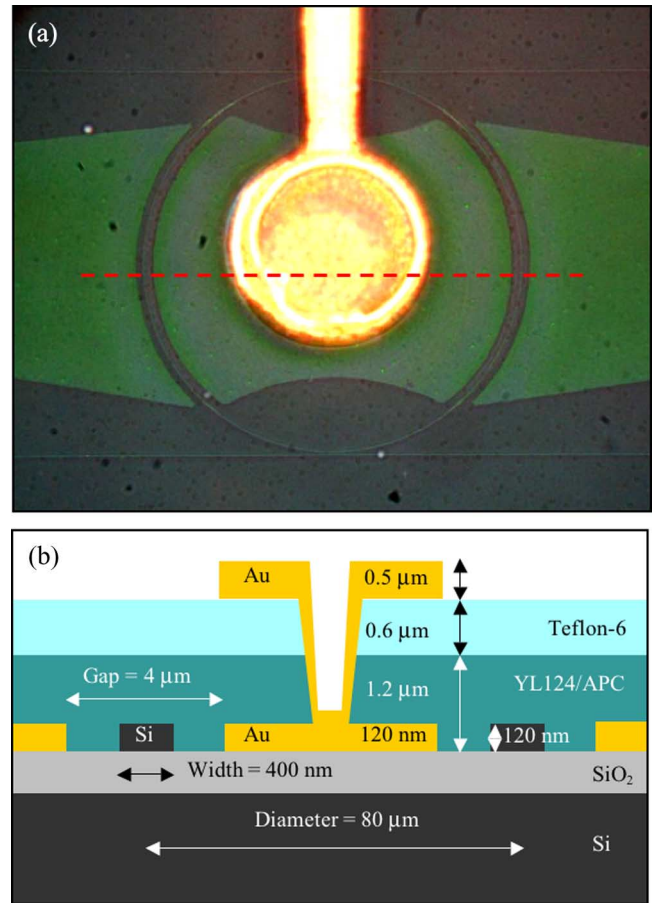 (a)
(b)
Au
0.5 µm
0.6 µm
Teflon-6
Gap = 4 µm
1.2 µm
YL124/APC
Si
Au
120 nm
120 nm
Width = 400 nm
SiO₂
Diameter = 80 µm
Si